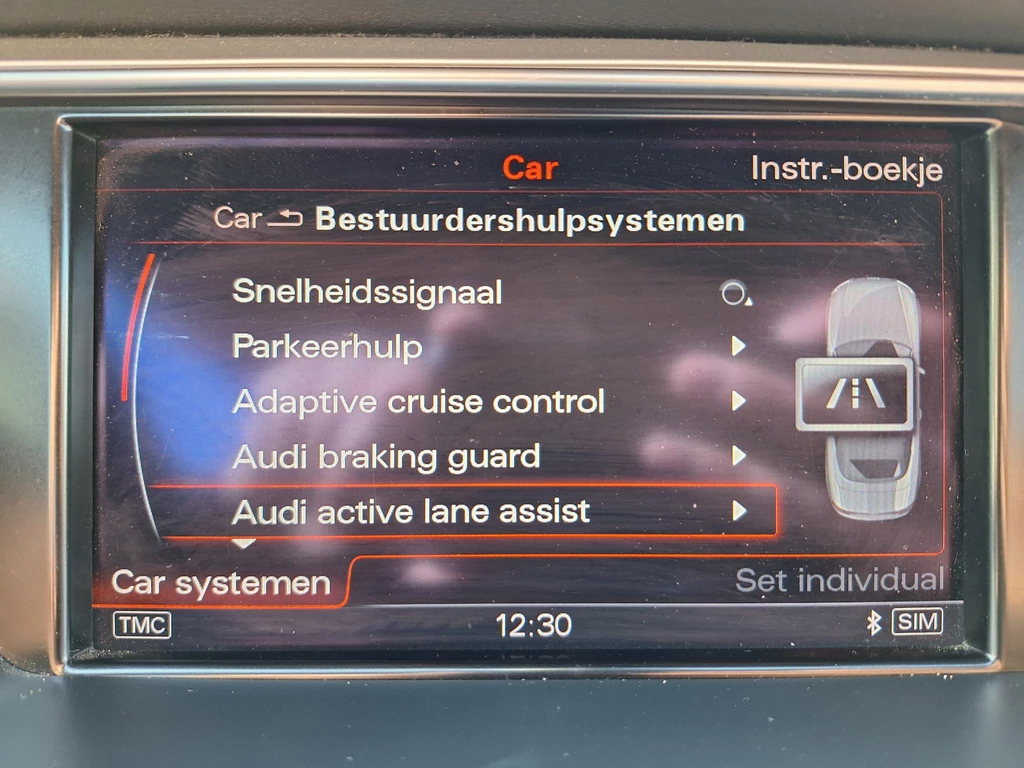 Car
Instr.-boekje
Car Bestuurdershulpsystemen
Snelheidssignaal
Parkeerhulp
Adaptive cruise control
Audi braking guard
Audi active lane assist
Car systemen
Set individual
TMC
12:30
SIM